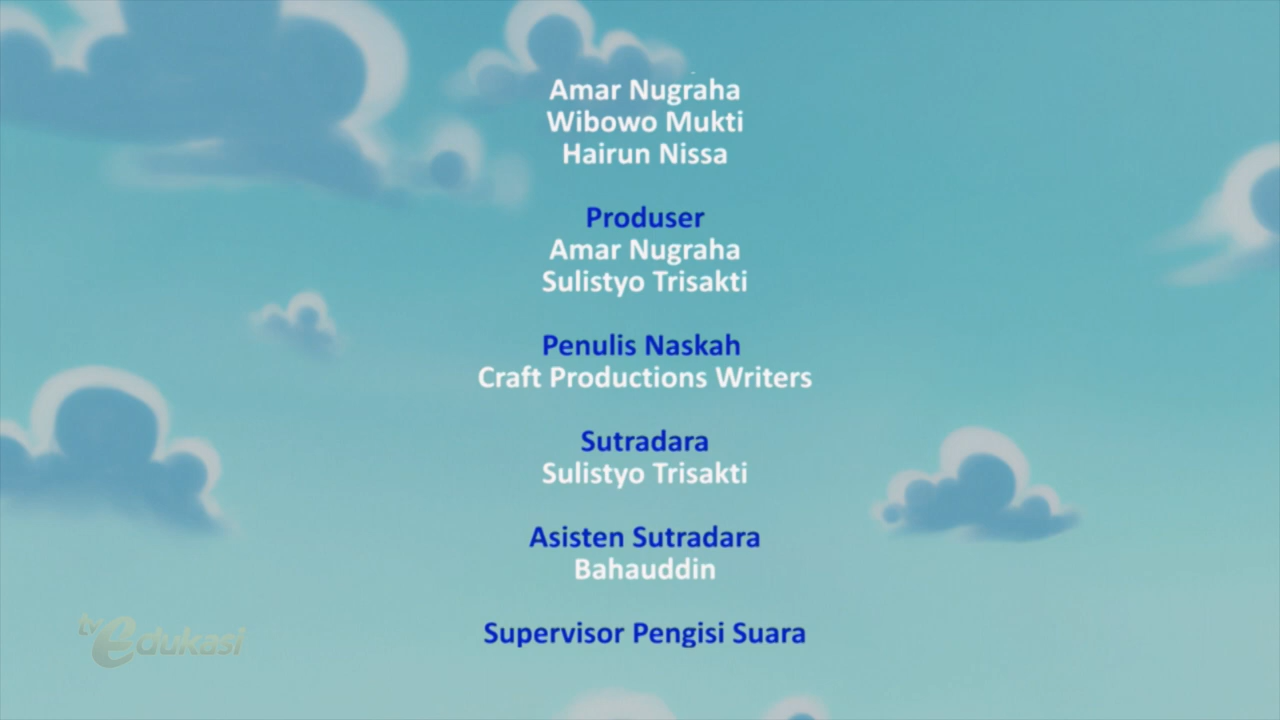 Amar Nugraha
Wibowo Mukti
Hairun Nissa
Produser
Amar Nugraha
Sulistyo Trisakti
Penulis Naskah
Craft Productions Writers
Sutradara
Sulistyo Trisakti
Asisten Sutradara
Bahauddin
Supervisor Pengisi Suara
tv edukasi